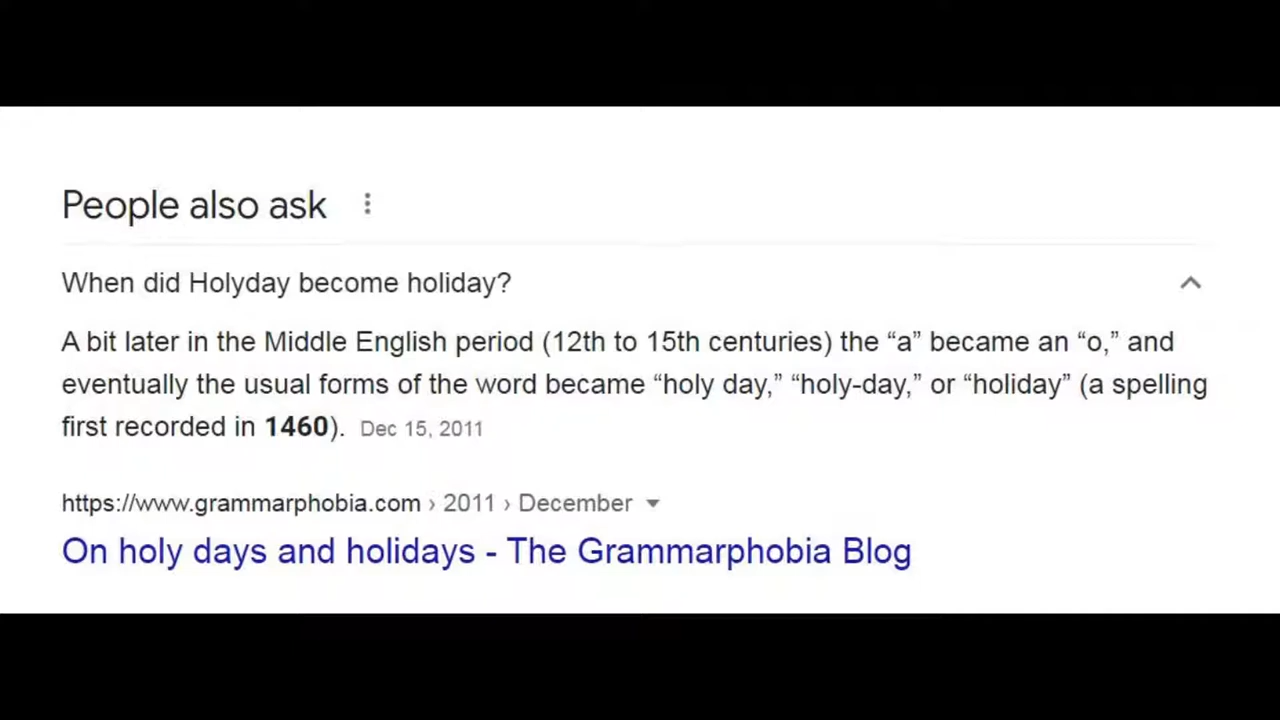 People also ask
When did Holyday become holiday?
A bit later in the Middle English period (12th to 15th centuries) the “a” became an “o,” and
eventually the usual forms of the word became “holy day,” “holy-day,” or “holiday” (a spelling
first recorded in 1460). Dec 15, 2011
https://www.grammarphobia.com › 2011 › December
On holy days and holidays - The Grammarphobia Blog